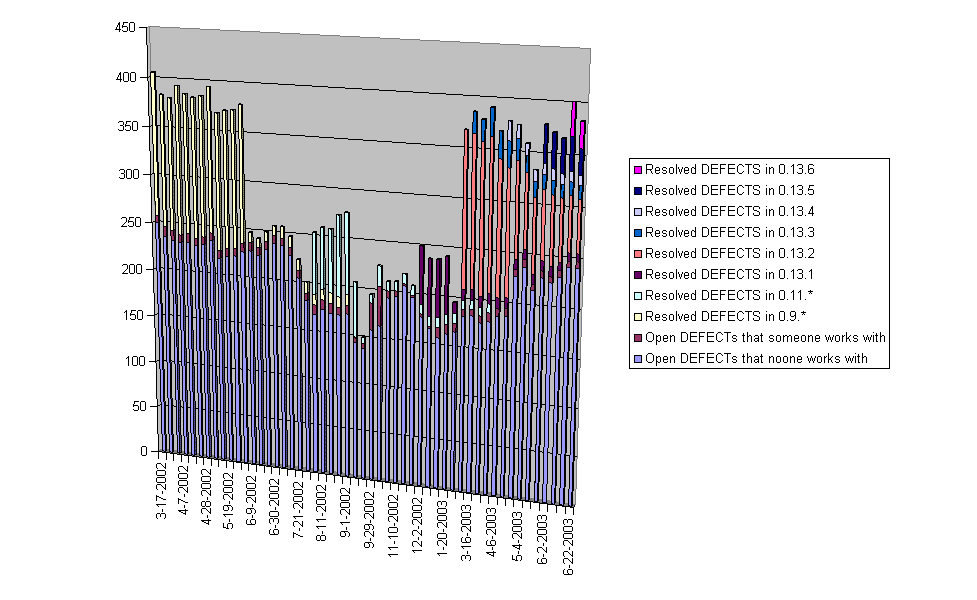 450
400
350
300
250
200
150
100
50
0
3-17-2002
4-7-2002
4-28-2002
5-19-2002
6-9-2002
6-30-2002
7-21-2002
8-11-2002
9-1-2002
9-29-2002
11-10-2002
12-2-2002
1-20-2003
3-16-2003
4-6-2003
5-4-2003
6-2-2003
6-22-2003
Resolved DEFECTS in 0.13.6
Resolved DEFECTS in 0.13.5
Resolved DEFECTS in 0.13.4
Resolved DEFECTS in 0.13.3
Resolved DEFECTS in 0.13.2
Resolved DEFECTS in 0.13.1
Resolved DEFECTS in 0.11.*
Resolved DEFECTS in 0.9.*
Open DEFECTs that someone works with
Open DEFECTs that noone works with